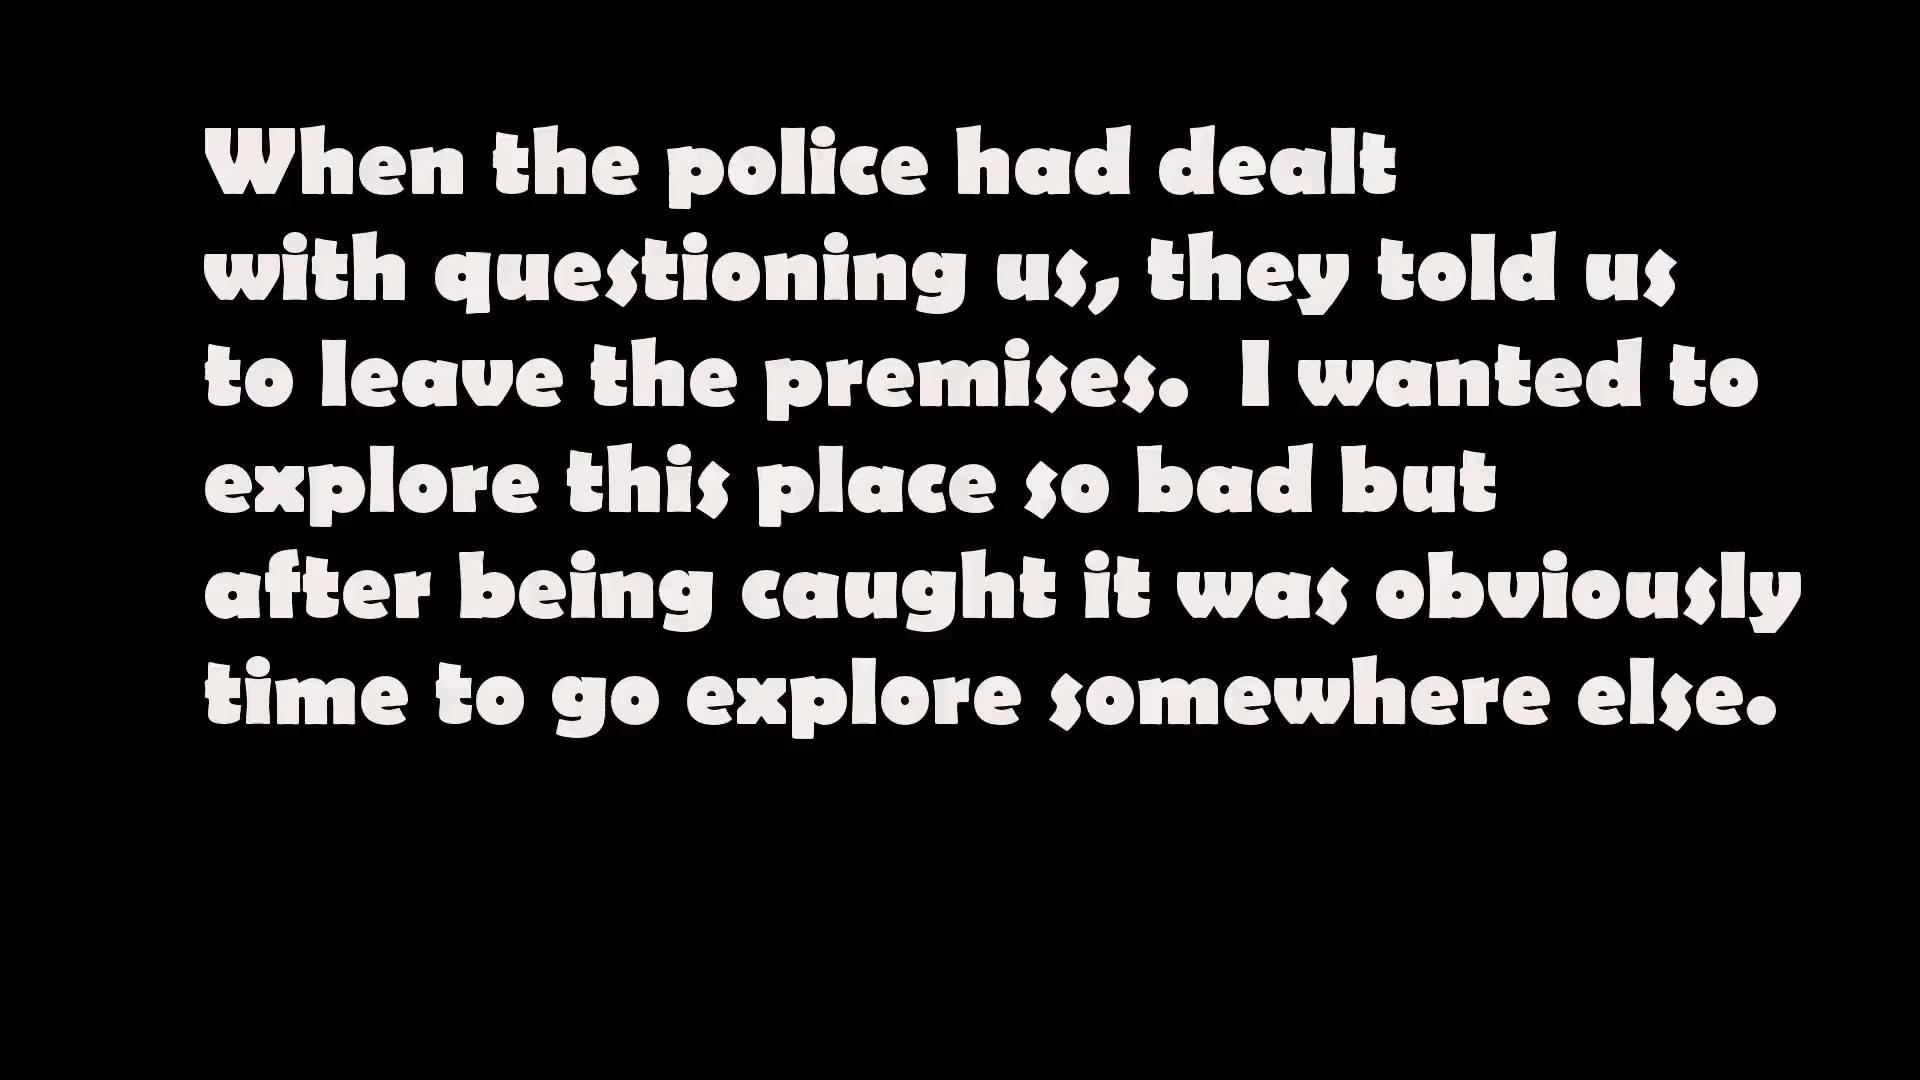 When the police had dealt
with questioning us, they told us
to leave the premises.  I wanted to
explore this place so bad but
after being caught it was obviously
time to go explore somewhere else.